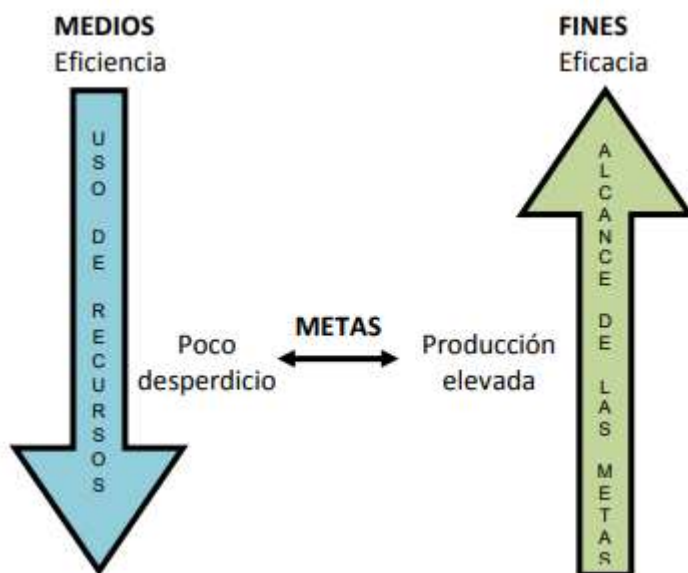 MEDIOS
Eficiencia
FINES
Eficacia
USO DE RECURSOS
METAS
Poco
desperdicio
Producción
elevada
ALCANCE DE LAS METAS